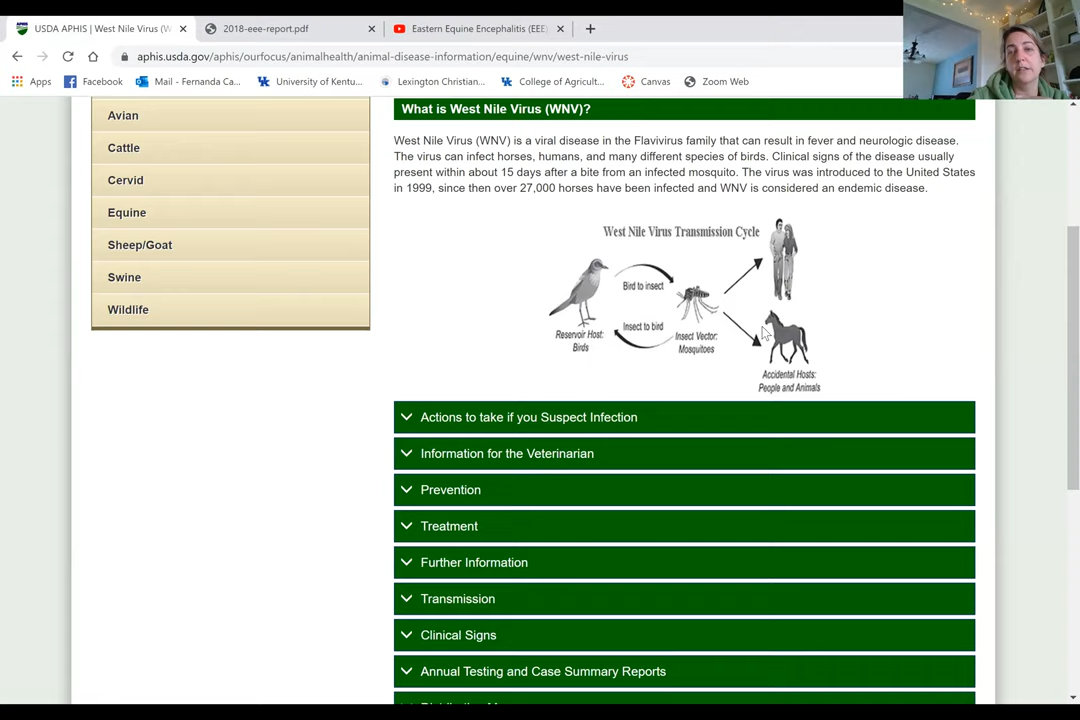 USDA APHIS | West Nile Virus (W
2018-eee-report.pdf
Eastern Equine Encephalitis (EEE
aphis.usda.gov/aphis/ourfocus/animalhealth/animal-disease-information/equine/wnv/west-nile-virus
Apps
Facebook
Mail - Fernanda Ca...
University of Kentu...
Lexington Christian...
College of Agricult...
Canvas
Zoom Web
Avian
Cattle
Cervid
Equine
Sheep/Goat
Swine
Wildlife
What is West Nile Virus (WNV)?
West Nile Virus (WNV) is a viral disease in the Flavivirus family that can result in fever and neurologic disease.
The virus can infect horses, humans, and many different species of birds. Clinical signs of the disease usually
present within about 15 days after a bite from an infected mosquito. The virus was introduced to the United States
in 1999, since then over 27,000 horses have been infected and WNV is considered an endemic disease.
West Nile Virus Transmission Cycle
Bird to insect
Insect to bird
Reservoir Host:
Birds
Insect Vector:
Mosquitoes
Accidental Hosts:
People and Animals
Actions to take if you Suspect Infection
Information for the Veterinarian
Prevention
Treatment
Further Information
Transmission
Clinical Signs
Annual Testing and Case Summary Reports